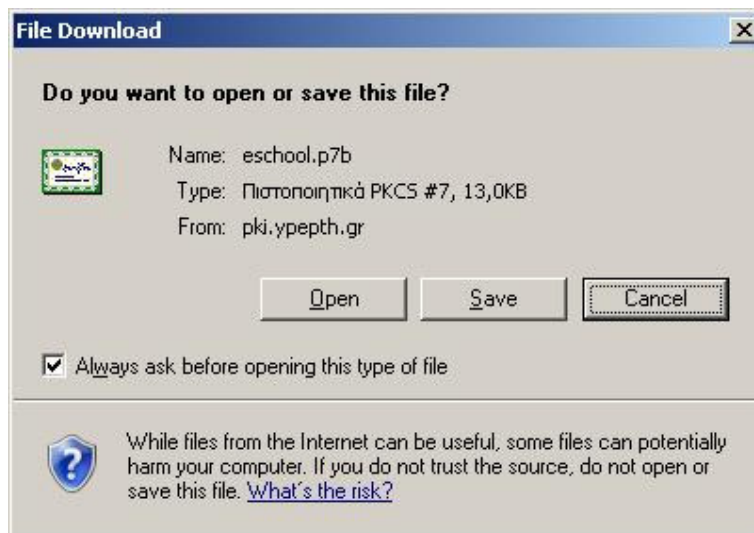 File Download
Do you want to open or save this file?
Name: eschool.p7b
Type: Πιστοποιητικά PKCS #7, 13,0KB
From: pki.ypepth.gr
Open Save Cancel
Always ask before opening this type of file
While files from the Internet can be useful, some files can potentially
harm your computer. If you do not trust the source, do not open or
save this file. What's the risk?